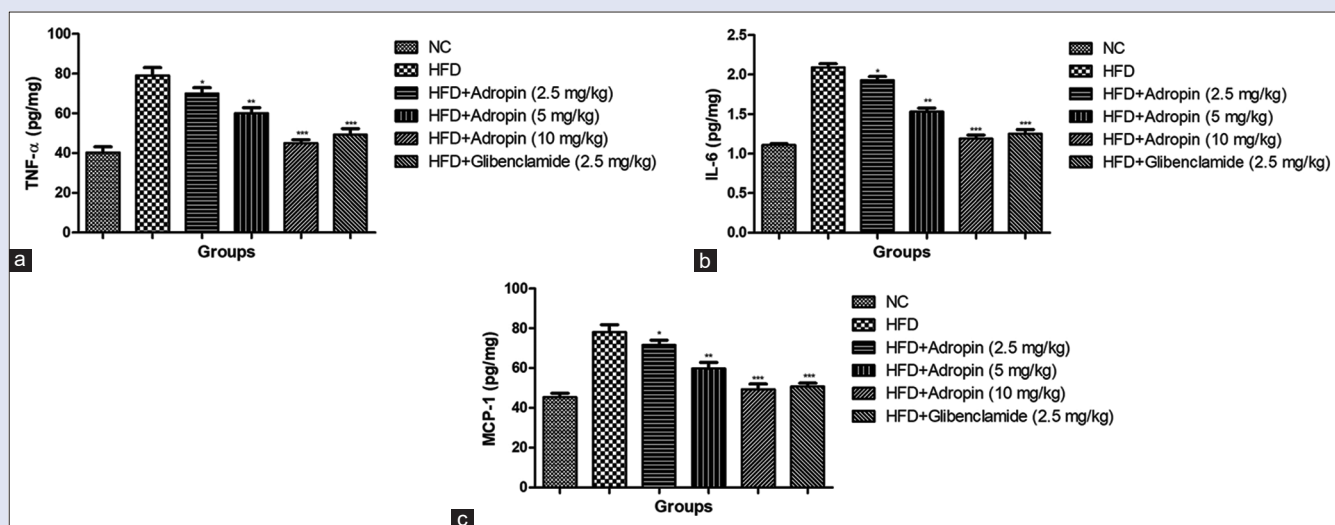 100
80
60
40
20
0
TNF-α (pg/mg)
*
**
***
***
Groups
NC
HFD
HFD+Adropin (2.5 mg/kg)
HFD+Adropin (5 mg/kg)
HFD+Adropin (10 mg/kg)
HFD+Glibenclamide (2.5 mg/kg)
a
2.5
2.0
1.5
1.0
0.5
0.0
IL-6 (pg/mg)
*
**
***
***
Groups
NC
HFD
HFD+Adropin (2.5 mg/kg)
HFD+Adropin (5 mg/kg)
HFD+Adropin (10 mg/kg)
HFD+Glibenclamide (2.5 mg/kg)
b
100
80
60
40
20
0
MCP-1 (pg/mg)
*
**
***
***
Groups
NC
HFD
HFD+Adropin (2.5 mg/kg)
HFD+Adropin (5 mg/kg)
HFD+Adropin (10 mg/kg)
HFD+Glibenclamide (2.5 mg/kg)
c